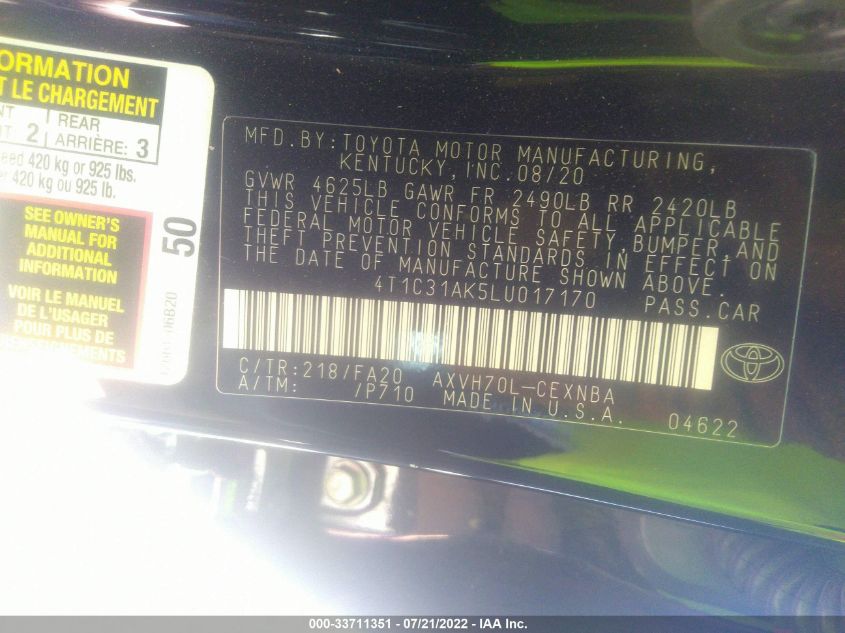 ORMATION
T LE CHARGEMENT
NT
T 2
REAR
ARRIÈRE: 3
eed 420 kg or 925 lbs.
r 420 kg ou 925 lb.
SEE OWNER'S
MANUAL FOR
ADDITIONAL
INFORMATION
VOIR LE MANUEL
DE L'USAGER
POUR PLUS DE
RENSEIGNEMENTS
50
MFD.BY:TOYOTA MOTOR MANUFACTURING,
KENTUCKY,INC.08/20
GVWR 4625LB GAWR FR 2490LB RR 2420LB
THIS VEHICLE CONFORMS TO ALL APPLICABLE
FEDERAL MOTOR VEHICLE SAFETY,BUMPER,AND
THEFT PREVENTION STANDARDS IN EFFECT ON
THE DATE OF MANUFACTURE SHOWN ABOVE.
4T1C31AK5LU017170 PASS.CAR
C/TR:218/FA20 AXVH70L-CEXNBA
A/TM: /P710 MADE IN U.S.A. 04622
TOYOTA
000-33711351 - 07/21/2022 - IAA Inc.